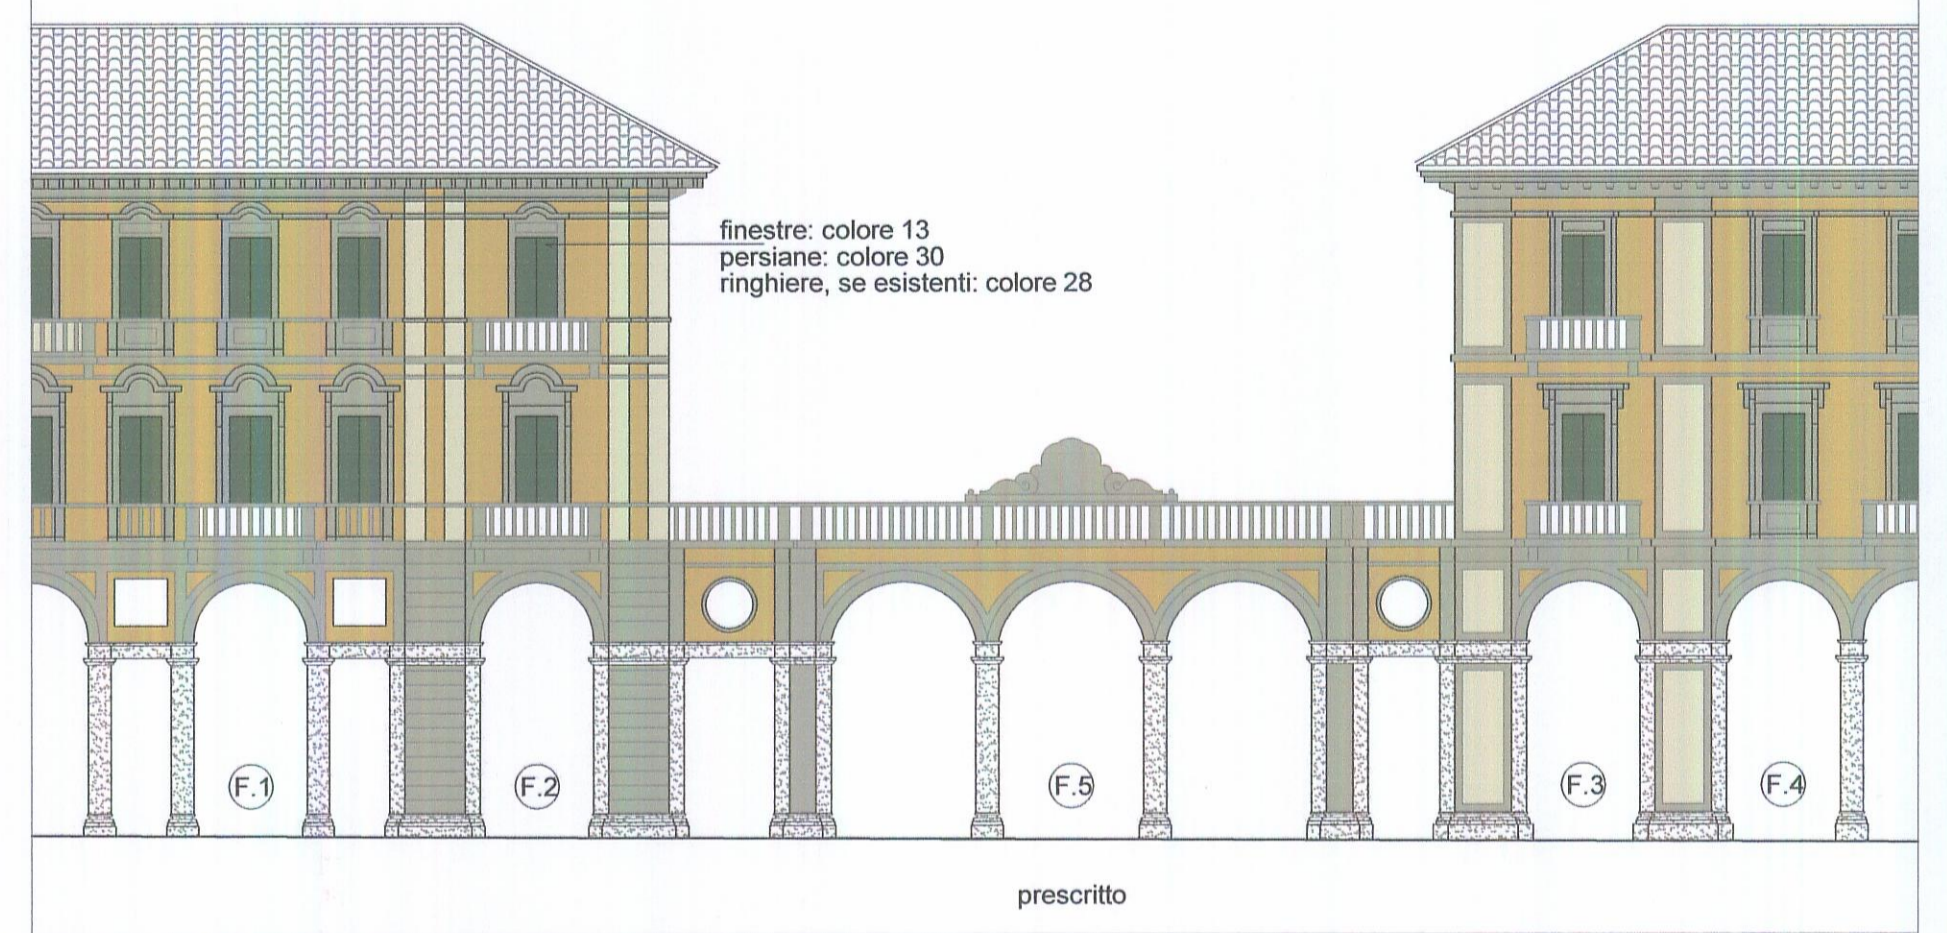 finestre: colore 13
persiane: colore 30
ringhiere, se esistenti: colore 28
F.1
F.2
F.5
F.3
F.4
prescritto